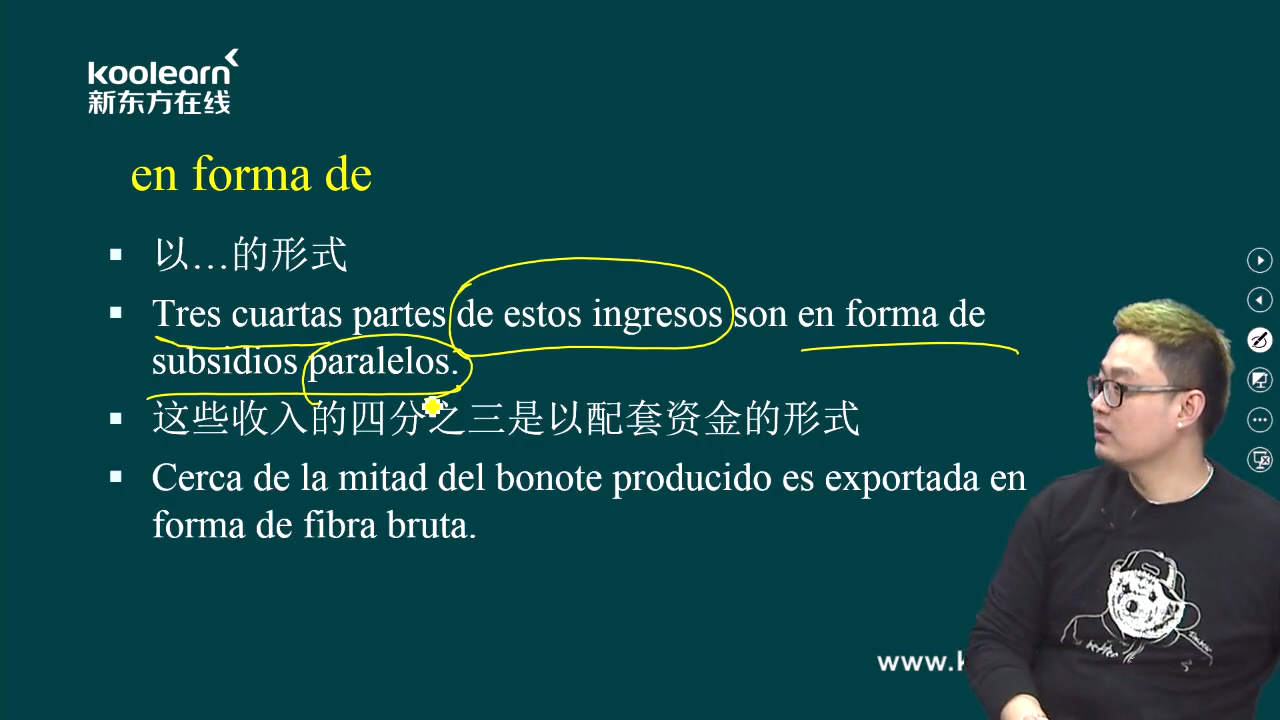 koolearn
新东方在线
en forma de
以…的形式
Tres cuartas partes de estos ingresos son en forma de
subsidios paralelos.
这些收入的四分之三是以配套资金的形式
Cerca de la mitad del bonote producido es exportada en
forma de fibra bruta.
www.k